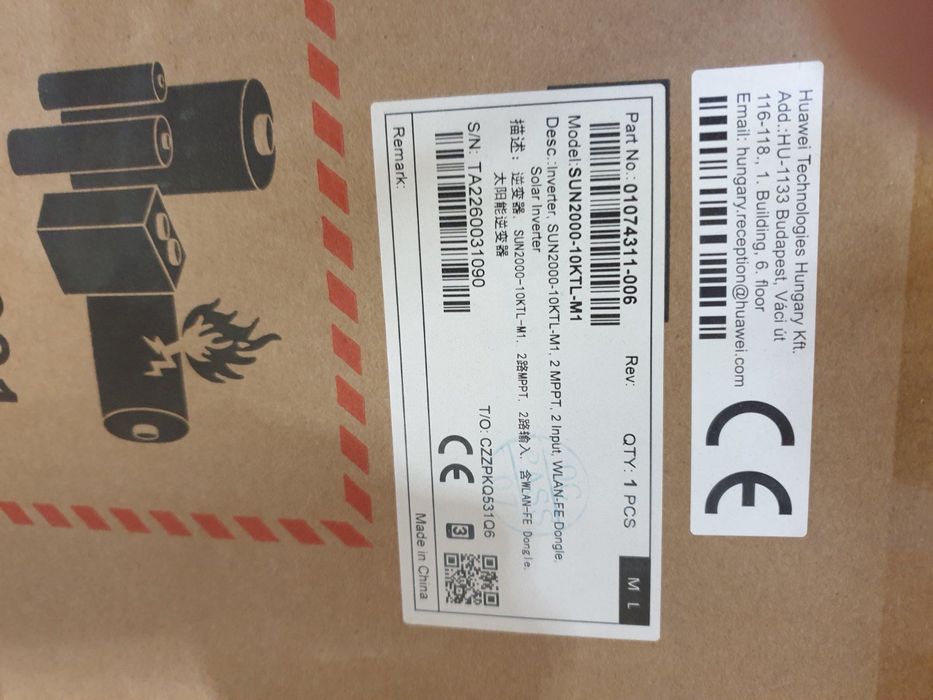 Huawei Technologies Hungary Kft.
Add.:HU-1133 Budapest, Váci út
116-118., 1. Building, 6. floor
Email: hungary.reception@huawei.com
CE
Part No.: 01074311-006 Rev: QTY: 1 PCS M L
Model:SUN2000-10KTL-M1
Desc.:Inverter, SUN2000-10KTL-M1, 2 MPPT, 2 Input, WLAN-FE Dongle,
Solar Inverter
描述：逆变器, SUN2000-10KTL-M1, 2路MPPT, 2路输入, 含WLAN-FE Dongle,
太阳能逆变器
S/N: TA2260031090 T/O: CZZPKQ531Q6
CE 3
Remark: Made in China
QC
PASS